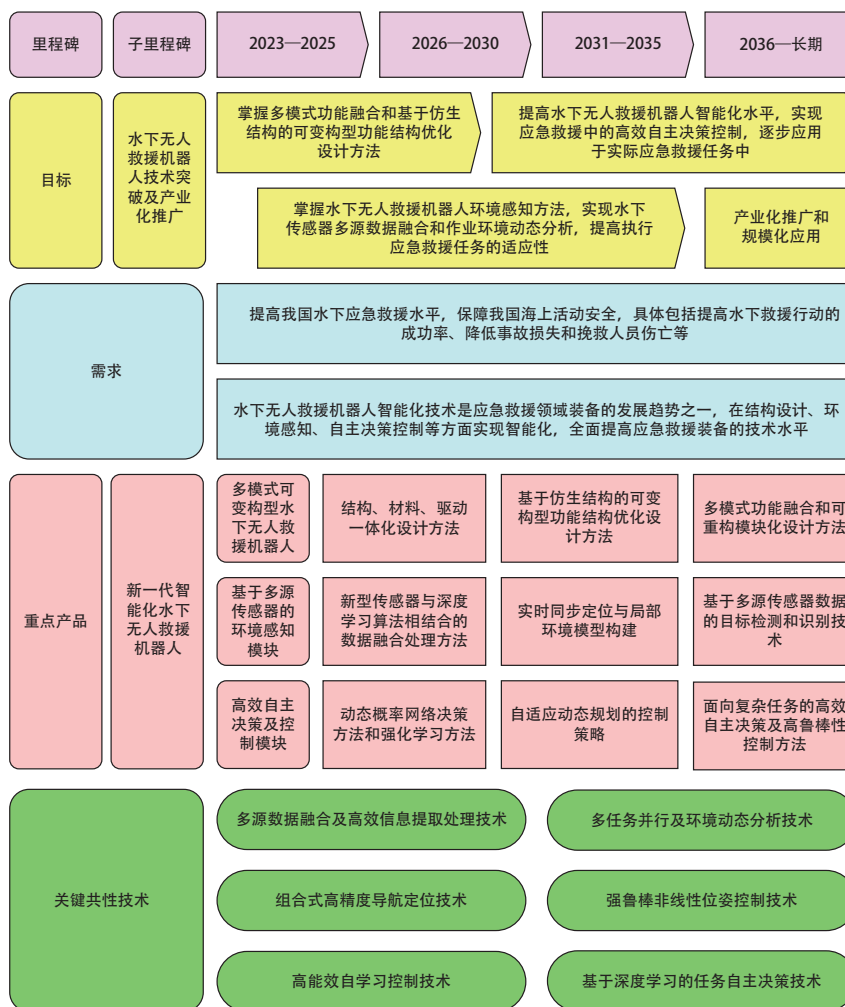 里程碑
子里程碑
2023—2025
2026—2030
2031—2035
2036—长期
目标
水下无人
救援机器
人技术突
破及产业
化推广
掌握多模式功能融合和基于仿生
结构的可变构型功能结构优化
设计方法
提高水下无人救援机器人智能化水平，实现
应急救援中的高效自主决策控制，逐步应用
于实际应急救援任务中
掌握水下无人救援机器人环境感知方法，实现水下
传感器多源数据融合和作业环境动态分析，提高执行
应急救援任务的适应性
产业化推广和
规模化应用
需求
提高我国水下应急救援水平，保障我国海上活动安全，具体包括提高水下救援行动的
成功率、降低事故损失和挽救人员伤亡等
水下无人救援机器人智能化技术是应急救援领域装备的发展趋势之一，在结构设计、环
境感知、自主决策控制等方面实现智能化，全面提高应急救援装备的技术水平
重点产品
新一代智
能化水下
无人救援
机器人
多模式可
变构型水
下无人救
援机器人
结构、材料、驱动
一体化设计方法
基于仿生结构的可变
构型功能结构优化设
计方法
多模式功能融合和可
重构模块化设计方法
基于多源
传感器的
环境感知
模块
新型传感器与深度
学习算法相结合的
数据融合处理方法
实时同步定位与局部
环境模型构建
基于多源传感器数据
的目标检测和识别技
术
高效自主
决策及控
制模块
动态概率网络决策
方法和强化学习方法
自适应动态规划的控制
策略
面向复杂任务的高效
自主决策及高鲁棒性
控制方法
关键共性技术
多源数据融合及高效信息提取处理技术
多任务并行及环境动态分析技术
组合式高精度导航定位技术
强鲁棒非线性位姿控制技术
高能效自学习控制技术
基于深度学习的任务自主决策技术